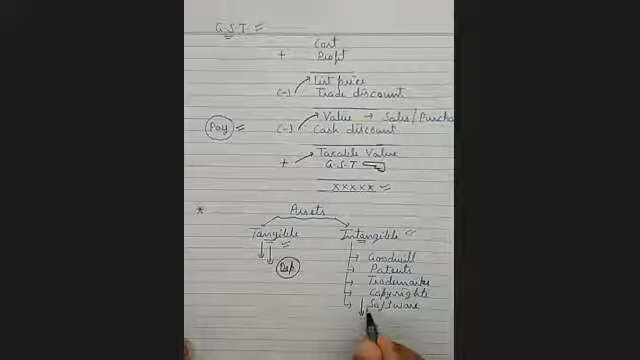 G.S.T. =
Cost
+ Profit
List price
(-) Trade discount
Value → Sales/Purcha
Pay = (-) Cash discount
Taxable Value
+ G.S.T
xxxxx
* Assets
Tangible Intangible
Goodwill
Dep Patents
Trademarks
Copyrights
Software